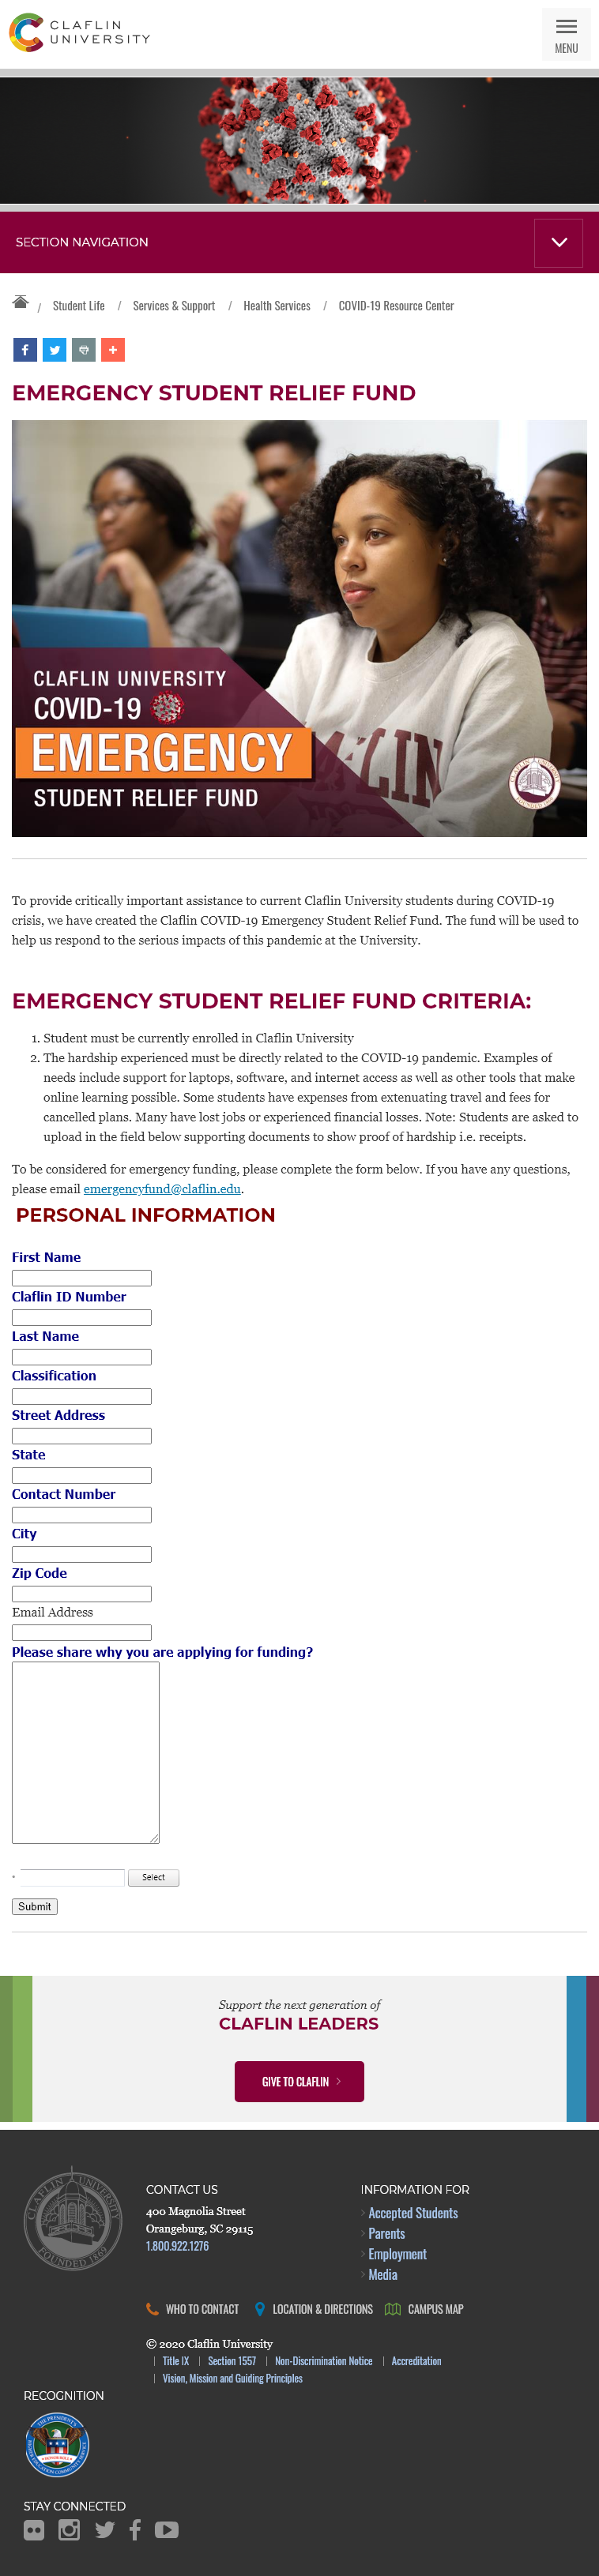 CLAFLIN
UNIVERSITY
MENU
SECTION NAVIGATION
/ Student Life / Services & Support / Health Services / COVID-19 Resource Center
EMERGENCY STUDENT RELIEF FUND
CLAFLIN
CLAFLIN UNIVERSITY
COVID-19
EMERGENCY
STUDENT RELIEF FUND
To provide critically important assistance to current Claflin University students during COVID-19
crisis, we have created the Claflin COVID-19 Emergency Student Relief Fund. The fund will be used to
help us respond to the serious impacts of this pandemic at the University.
EMERGENCY STUDENT RELIEF FUND CRITERIA:
1. Student must be currently enrolled in Claflin University
2. The hardship experienced must be directly related to the COVID-19 pandemic. Examples of
needs include support for laptops, software, and internet access as well as other tools that make
online learning possible. Some students have expenses from extenuating travel and fees for
cancelled plans. Many have lost jobs or experienced financial losses. Note: Students are asked to
upload in the field below supporting documents to show proof of hardship i.e. receipts.
To be considered for emergency funding, please complete the form below. If you have any questions,
please email emergencyfund@claflin.edu.
PERSONAL INFORMATION
First Name
Claflin ID Number
Last Name
Classification
Street Address
State
Contact Number
City
Zip Code
Email Address
Please share why you are applying for funding?
Select
Submit
Support the next generation of
CLAFLIN LEADERS
GIVE TO CLAFLIN >
CLAFLIN UNIVERSITY
FOUNDED 1869
CONTACT US
400 Magnolia Street
Orangeburg, SC 29115
1.800.922.1276
INFORMATION FOR
> Accepted Students
> Parents
> Employment
> Media
WHO TO CONTACT LOCATION & DIRECTIONS CAMPUS MAP
© 2020 Claflin University
| Title IX | Section 1557 | Non-Discrimination Notice | Accreditation
| Vision, Mission and Guiding Principles
RECOGNITION
THE PRESIDENT'S
HONOR ROLL
HIGHER EDUCATION COMMUNITY SERVICE
STAY CONNECTED